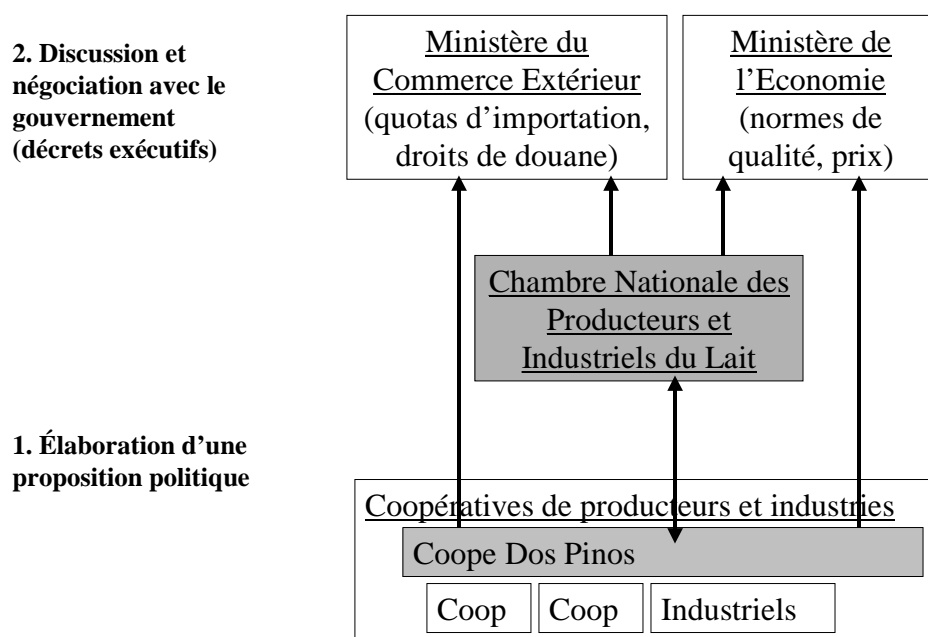 2. Discussion et
négociation avec le
gouvernement
(décrets exécutifs)
Ministère du
Commerce Extérieur
(quotas d'importation,
droits de douane)
Ministère de
l'Economie
(normes de
qualité, prix)
Chambre Nationale des
Producteurs et
Industriels du Lait
1. Élaboration d'une
proposition politique
Coopératives de producteurs et industries
Coope Dos Pinos
Coop
Coop
Industriels